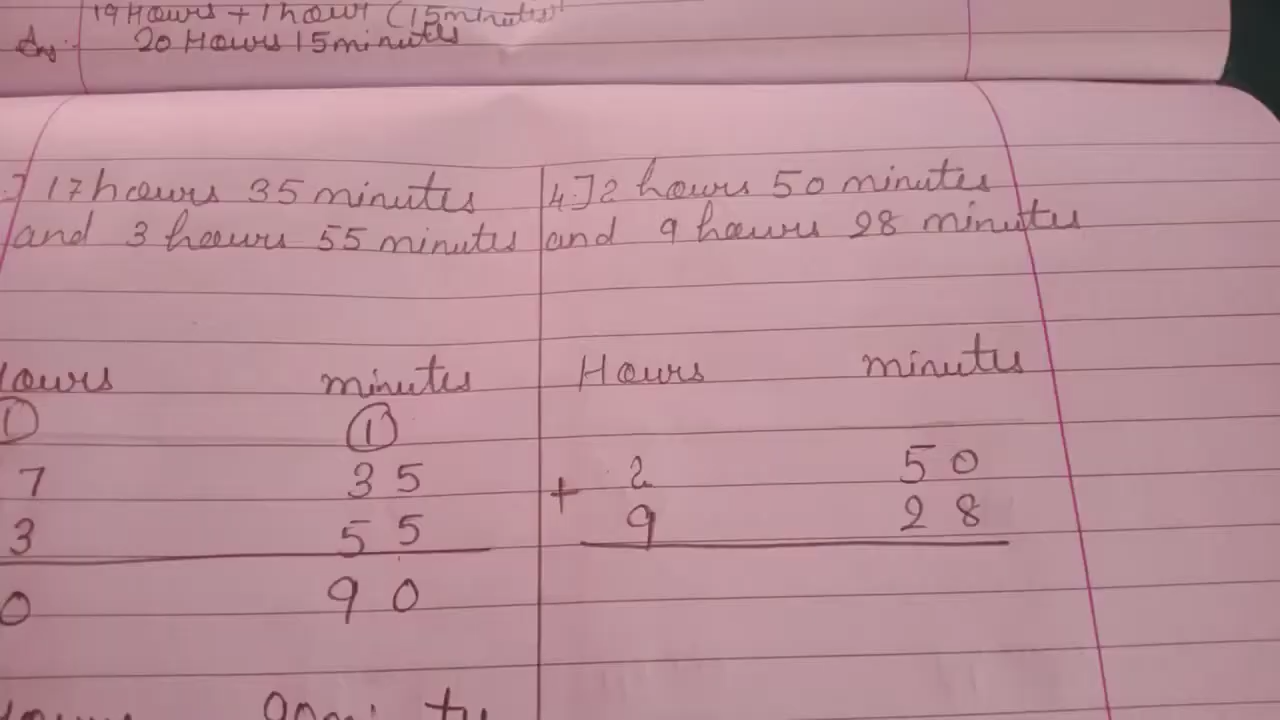 19 Hours + 1 hour (15 minutes)
Ans: 20 Hours 15 minutes
] 17 hours 35 minutes
and 3 hours 55 minutes
4.] 2 hours 50 minutes
and 9 hours 28 minutes
ours minutes
1 1
7 35
3 55
0 90
Hours minutes
+ 2 50
9 28